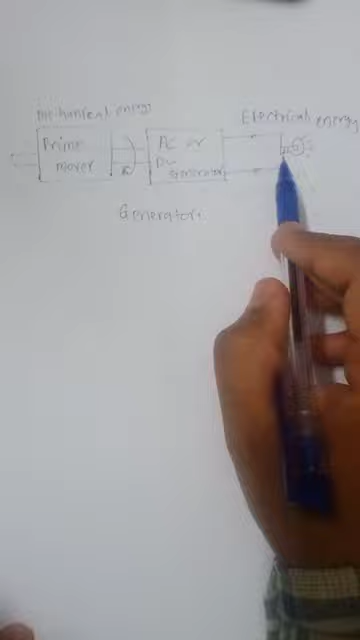 Mechanical energy
Electrical energy
Prime
mover
AC or
DC
Generator
Generator.